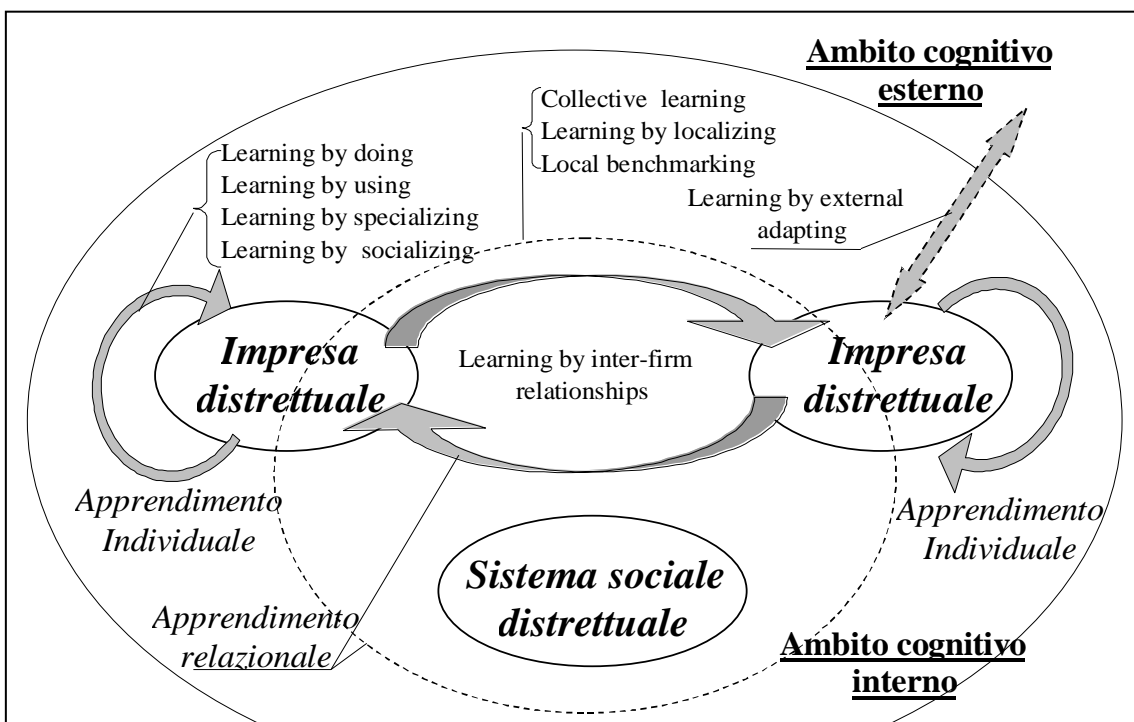 Ambito cognitivo
esterno
Collective learning
Learning by localizing
Local benchmarking
Learning by doing
Learning by using
Learning by specializing
Learning by socializing
Learning by external
adapting
Impresa
distrettuale
Learning by inter-firm
relationships
Impresa
distrettuale
Apprendimento
Individuale
Apprendimento
Individuale
Sistema sociale
distrettuale
Apprendimento
relazionale
Ambito cognitivo
interno